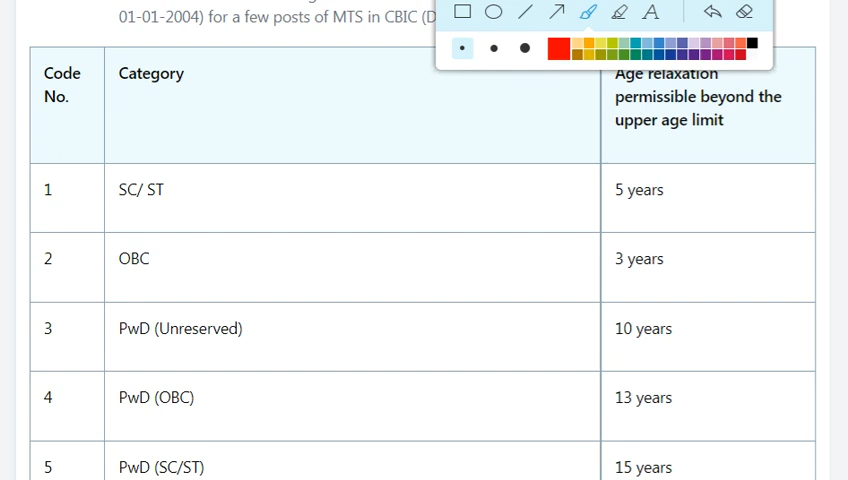 01-01-2004) for a few posts of MTS in CBIC (D
A
Code No.
Category
Age relaxation permissible beyond the upper age limit
1
SC/ ST
5 years
2
OBC
3 years
3
PwD (Unreserved)
10 years
4
PwD (OBC)
13 years
5
PwD (SC/ST)
15 years